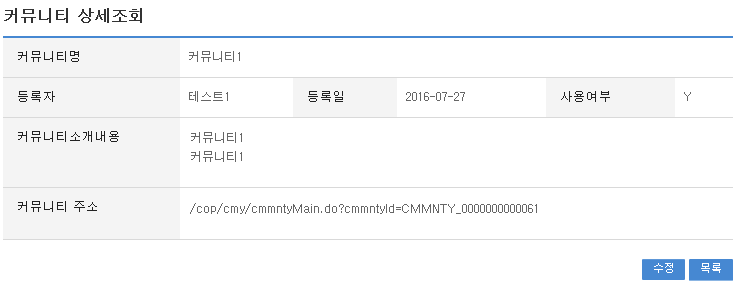 커뮤니티 상세조회
커뮤니티명 커뮤니티1
등록자 테스트1 등록일 2016-07-27 사용여부 Y
커뮤니티소개내용 커뮤니티1
커뮤니티1
커뮤니티 주소 /cop/cmy/cmmntyMain.do?cmmntyId=CMMNTY_0000000000061
수정 목록